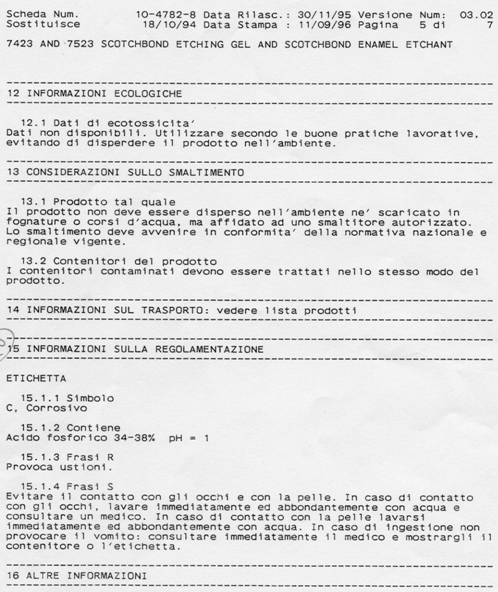 Scheda Num. 10-4782-8 Data Rilasc.: 30/11/95 Versione Num: 03.02
Sostituisce 18/10/94 Data Stampa : 11/09/96 Pagina 5 di 7
7423 AND 7523 SCOTCHBOND ETCHING GEL AND SCOTCHBOND ENAMEL ETCHANT
12 INFORMAZIONI ECOLOGICHE
12.1 Dati di ecotossicita'
Dati non disponibili. Utilizzare secondo le buone pratiche lavorative,
evitando di disperdere il prodotto nell'ambiente.
13 CONSIDERAZIONI SULLO SMALTIMENTO
13.1 Prodotto tal quale
Il prodotto non deve essere disperso nell'ambiente ne' scaricato in
fognature o corsi d'acqua, ma affidato ad uno smaltitore autorizzato.
Lo smaltimento deve avvenire in conformita' della normativa nazionale e
regionale vigente.
13.2 Contenitori del prodotto
I contenitori contaminati devono essere trattati nello stesso modo del
prodotto.
14 INFORMAZIONI SUL TRASPORTO: vedere lista prodotti
15 INFORMAZIONI SULLA REGOLAMENTAZIONE
ETICHETTA
15.1.1 Simbolo
C, Corrosivo
15.1.2 Contiene
Acido fosforico 34-38% pH = 1
15.1.3 Frasi R
Provoca ustioni.
15.1.4 Frasi S
Evitare il contatto con gli occhi e con la pelle. In caso di contatto
con gli occhi, lavare immediatamente ed abbondantemente con acqua e
consultare un medico. In caso di contatto con la pelle lavarsi
immediatamente ed abbondantemente con acqua. In caso di ingestione non
provocare il vomito: consultare immediatamente il medico e mostrargli il
contenitore o l'etichetta.
16 ALTRE INFORMAZIONI